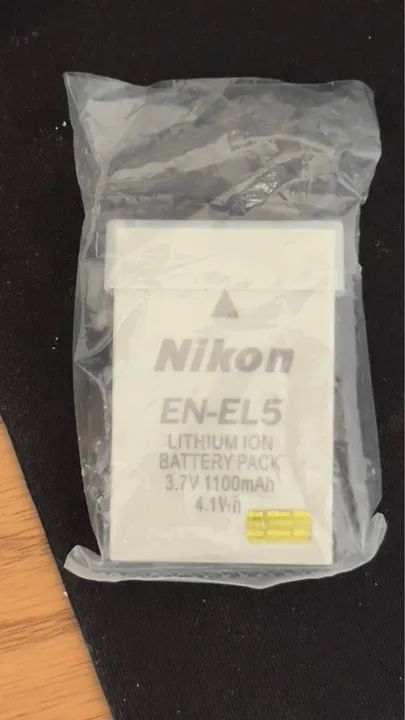 Nikon
EN-EL5
LITHIUM ION
BATTERY PACK
3.7V 1100mAh
4.1Wh